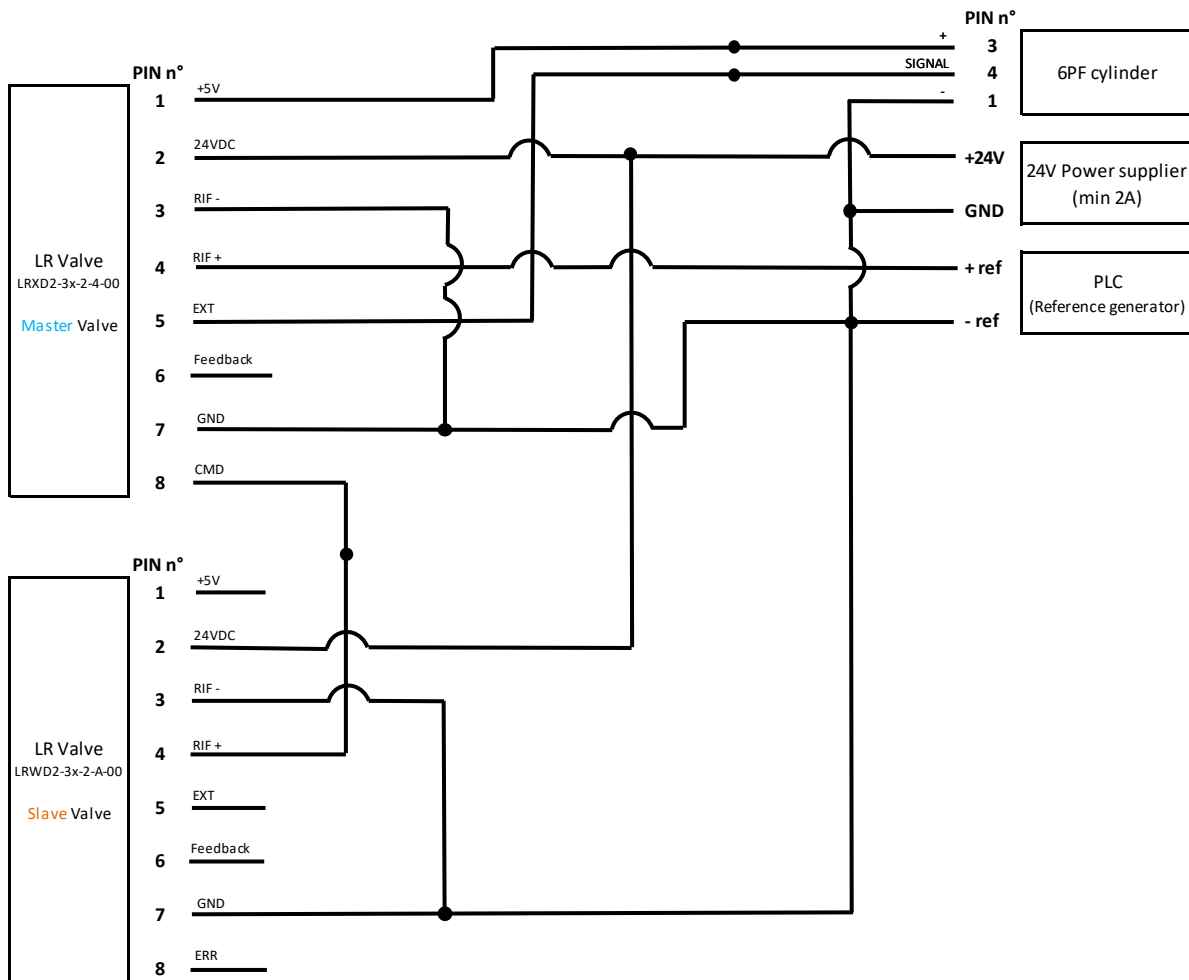 PIN n°
+
3
SIGNAL
4
-
1
6PF cylinder
PIN n°
1
+5V
2
24VDC
+24V
24V Power supplier
(min 2A)
3
RIF -
GND
LR Valve
LRXD2-3x-2-4-00
Master Valve
4
RIF +
+ ref
PLC
(Reference generator)
5
EXT
- ref
6
Feedback
7
GND
8
CMD
PIN n°
1
+5V
2
24VDC
3
RIF -
LR Valve
LRWD2-3x-2-A-00
Slave Valve
4
RIF +
5
EXT
6
Feedback
7
GND
8
ERR